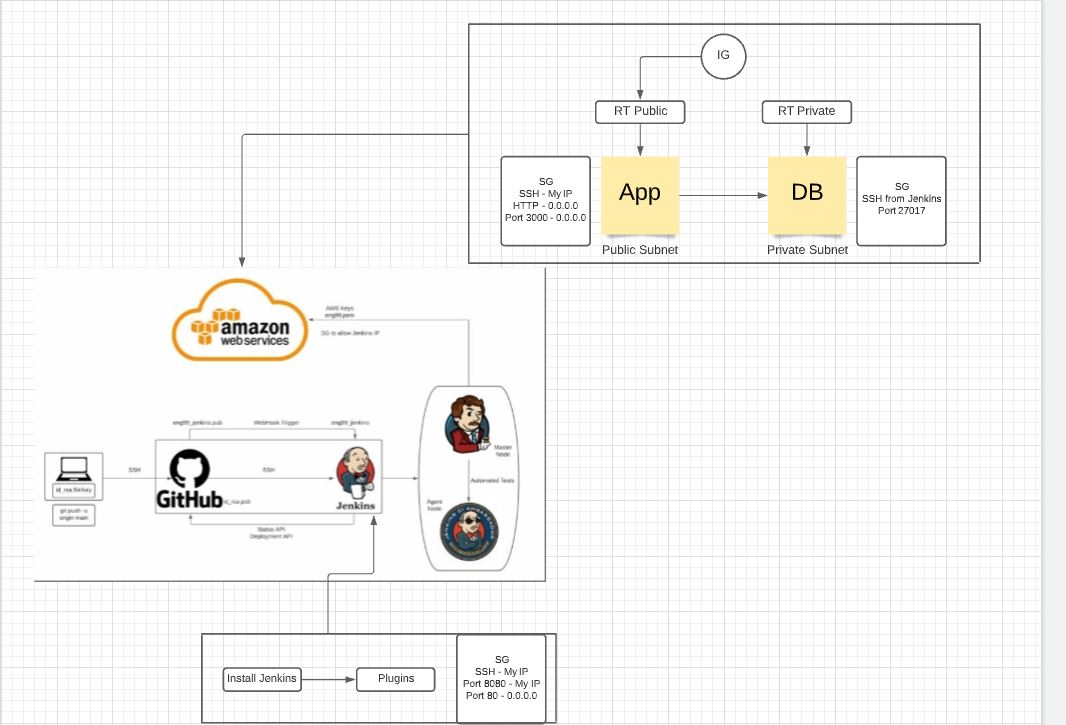 IG
RT Public
RT Private
SG
SSH - My IP
HTTP - 0.0.0.0
Port 3000 - 0.0.0.0
App
DB
SG
SSH from Jenkins
Port 27017
Public Subnet
Private Subnet
amazon
web services
AWS Keys
eng99.pem
SG to allow Jenkins IP
eng99_jenkins.pub
WebHook Trigger
eng99_jenkins
Master
Node
SSH
SSH
GitHub
id_rsa.pub
Jenkins
id_rsa file/key
git push -u
origin main
Automated Tests
Agent
Node
Status API
Deployment API
Install Jenkins
Plugins
SG
SSH - My IP
Port 8080 - My IP
Port 80 - 0.0.0.0